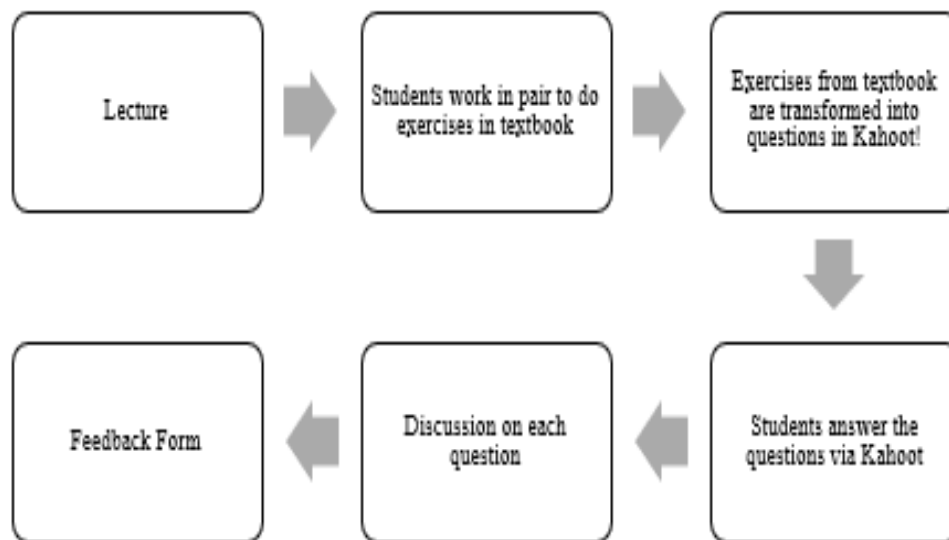 Lecture
Students work in pair to do
exercises in textbook
Exercises from textbook
are transformed into
questions in Kahoot!
Students answer the
questions via Kahoot
Discussion on each
question
Feedback Form